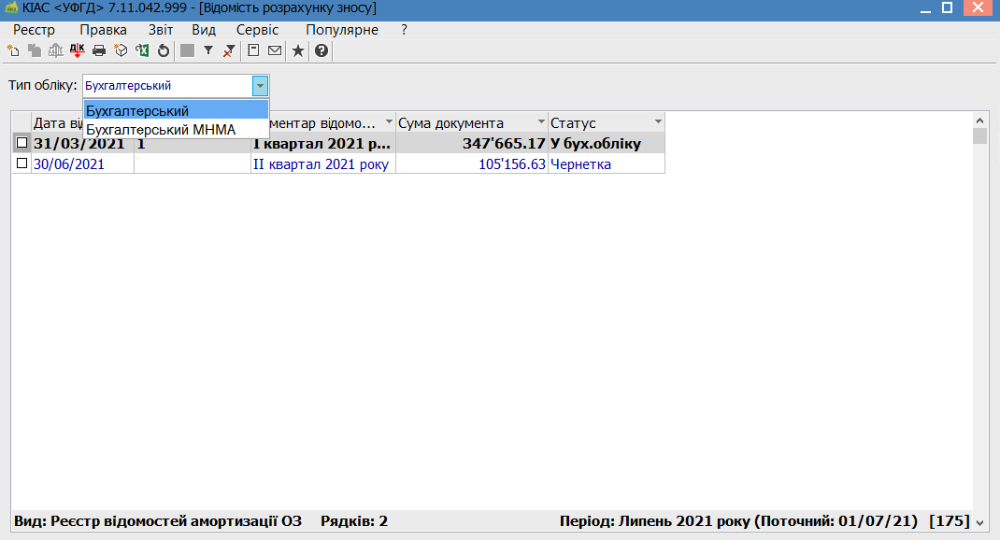 КІАС <УФГД> 7.11.042.999 - [Відомість розрахунку зносу]
Реєстр Правка Звіт Вид Сервіс Популярне ?
Тип обліку: Бухгалтерський
Бухгалтерський
Бухгалтерський МНМА
Дата ві ментар відомо... Сума документа Статус
31/03/2021 1 I квартал 2021 р... 347'665.17 У бух.обліку
30/06/2021 II квартал 2021 року 105'156.63 Чернетка
Вид: Реєстр відомостей амортизації ОЗ Рядків: 2 Період: Липень 2021 року (Поточний: 01/07/21) [175]